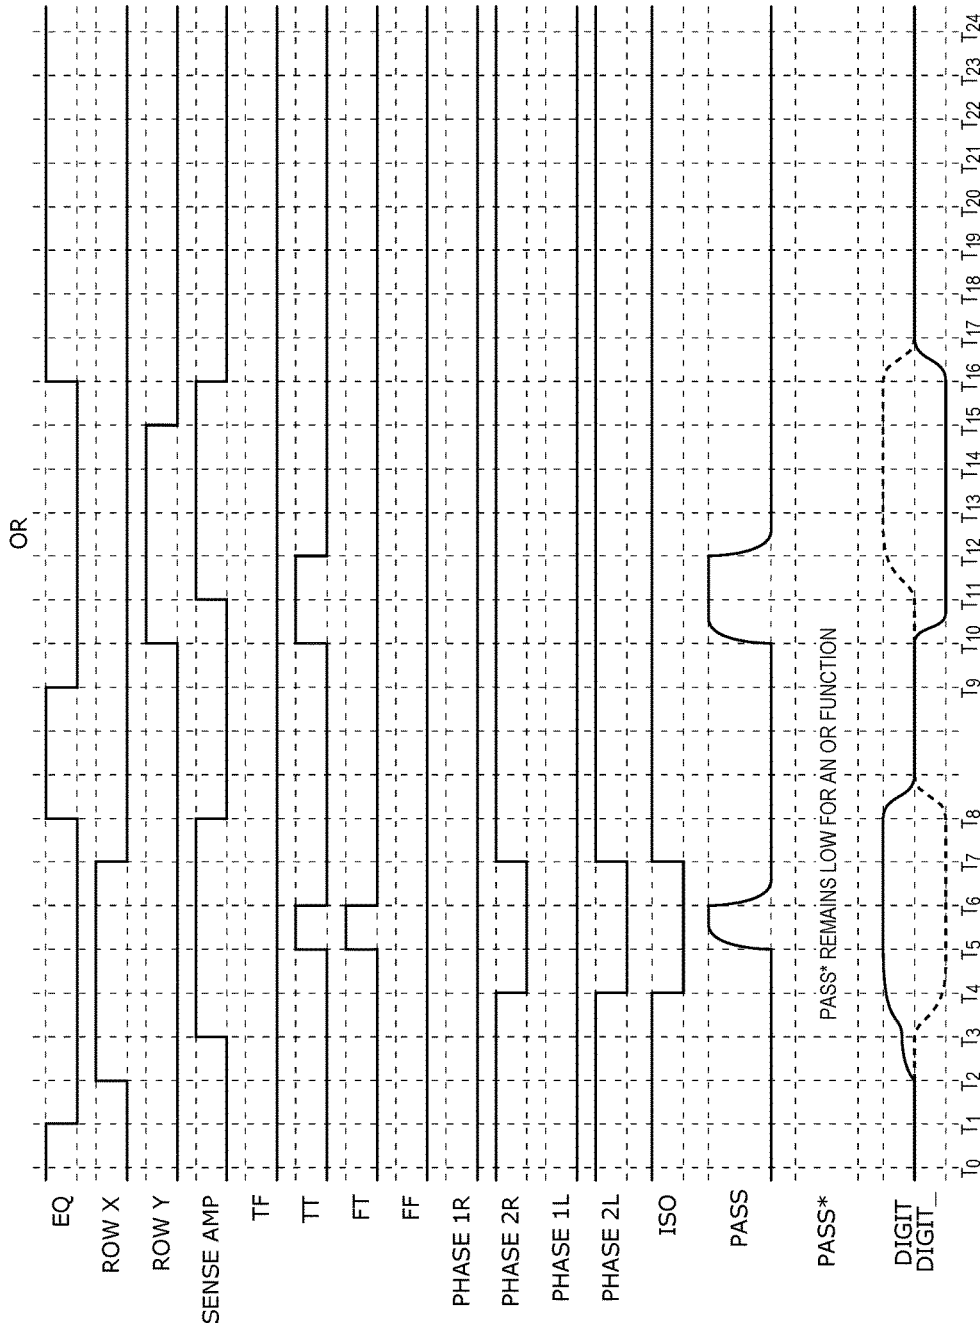 OR
EQ
ROW X
ROW Y
SENSE AMP
TF
TT
FT
FF
PHASE 1R
PHASE 2R
PHASE 1L
PHASE 2L
ISO
PASS
PASS*
PASS* REMAINS LOW FOR AN OR FUNCTION
DIGIT
DIGIT_
T0 T1 T2 T3 T4 T5 T6 T7 T8 T9 T10 T11 T12 T13 T14 T15 T16 T17 T18 T19 T20 T21 T22 T23 T24